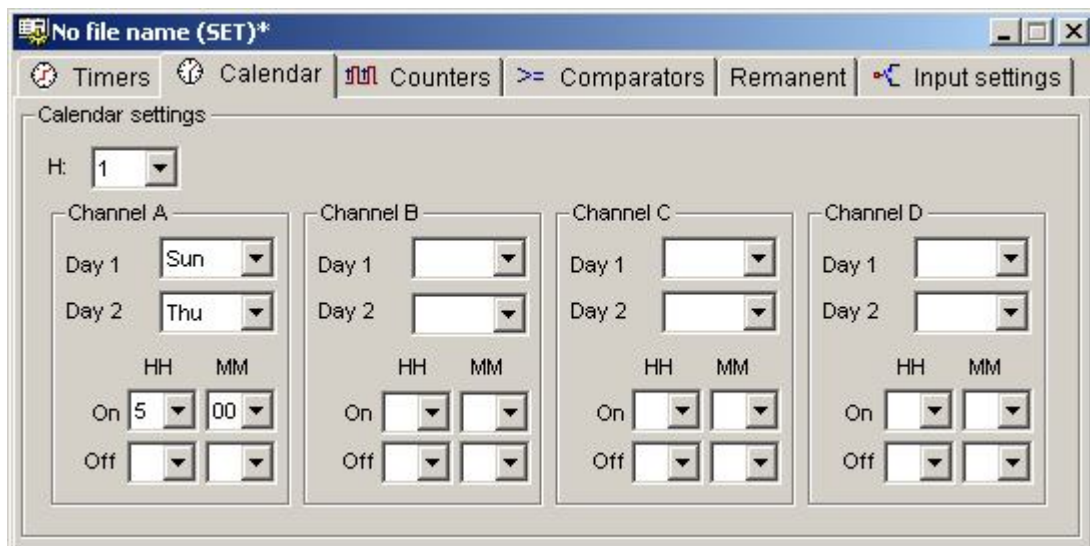 No file name (SET)*
Timers Calendar Counters >= Comparators Remanent Input settings
Calendar settings
H: 1
Channel A Channel B Channel C Channel D
Day 1 Sun Day 1 Day 1 Day 1
Day 2 Thu Day 2 Day 2 Day 2
HH MM HH MM HH MM HH MM
On 5 00 On On On
Off Off Off Off